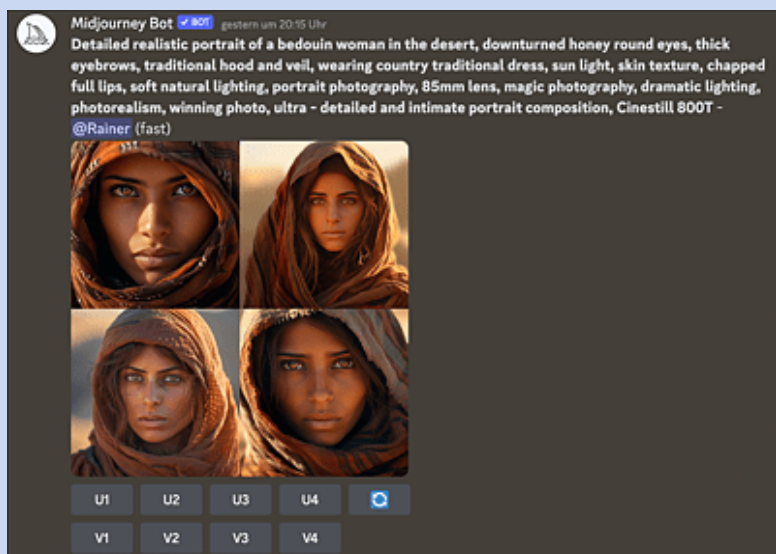 Midjourney Bot ✔ BOT gestern um 20:15 Uhr
Detailed realistic portrait of a bedouin woman in the desert, downturned honey round eyes, thick
eyebrows, traditional hood and veil, wearing country traditional dress, sun light, skin texture, chapped
full lips, soft natural lighting, portrait photography, 85mm lens, magic photography, dramatic lighting,
photorealism, winning photo, ultra - detailed and intimate portrait composition, Cinestill 800T -
@Rainer (fast)
U1 U2 U3 U4
V1 V2 V3 V4